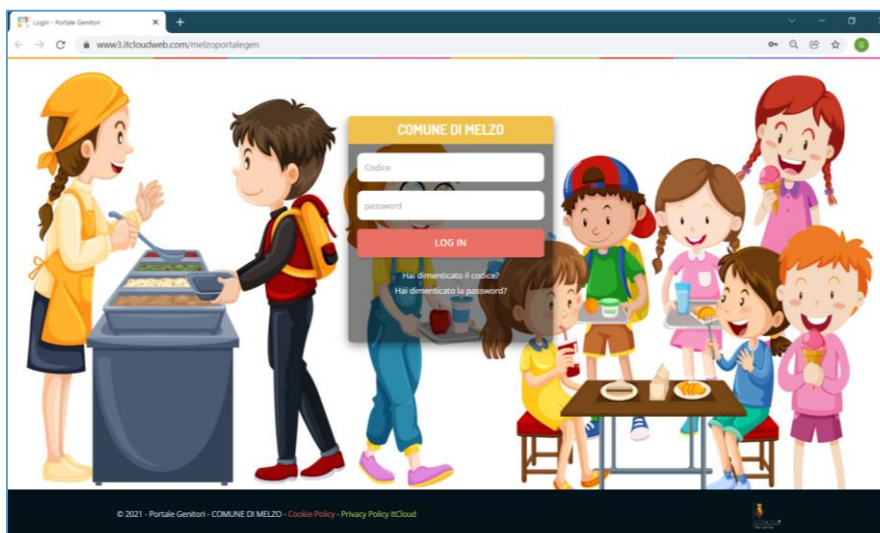 Login - Portale Genitori
www3.itcloudweb.com/melzoportalegen
G
COMUNE DI MELZO
Codice
password
LOG IN
Hai dimenticato il codice?
Hai dimenticato la password?
© 2021 - Portale Genitori - COMUNE DI MELZO - Cookie Policy - Privacy Policy ItCloud